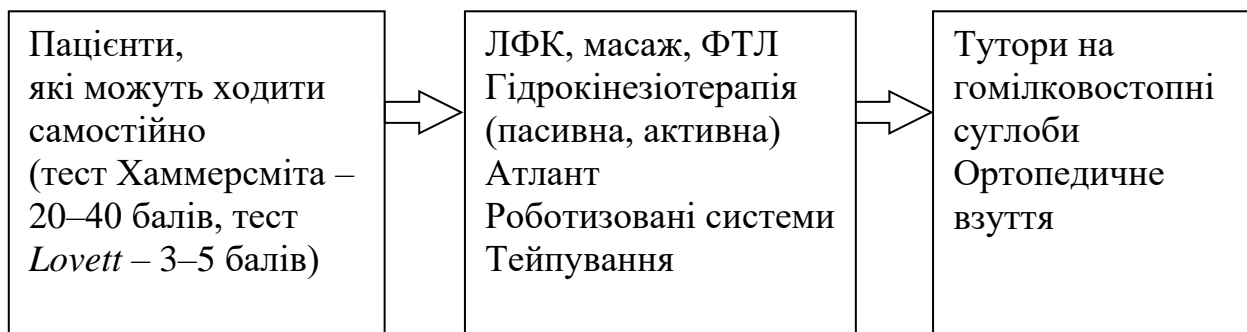 Пацієнти,
які можуть ходити
самостійно
(тест Хаммерсміта –
20–40 балів, тест
Lovett – 3–5 балів)
ЛФК, масаж, ФТЛ
Гідрокінезіотерапія
(пасивна, активна)
Атлант
Роботизовані системи
Тейпування
Тутори на
гомілковостопні
суглоби
Ортопедичне
взуття